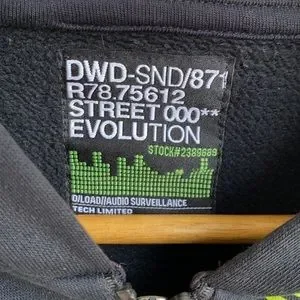 DWD-SND/871
R78.75612
STREET 000**
EVOLUTION
STOCK#2389669
D/LOAD//AUDIO SURVEILLANCE
TECH LIMITED